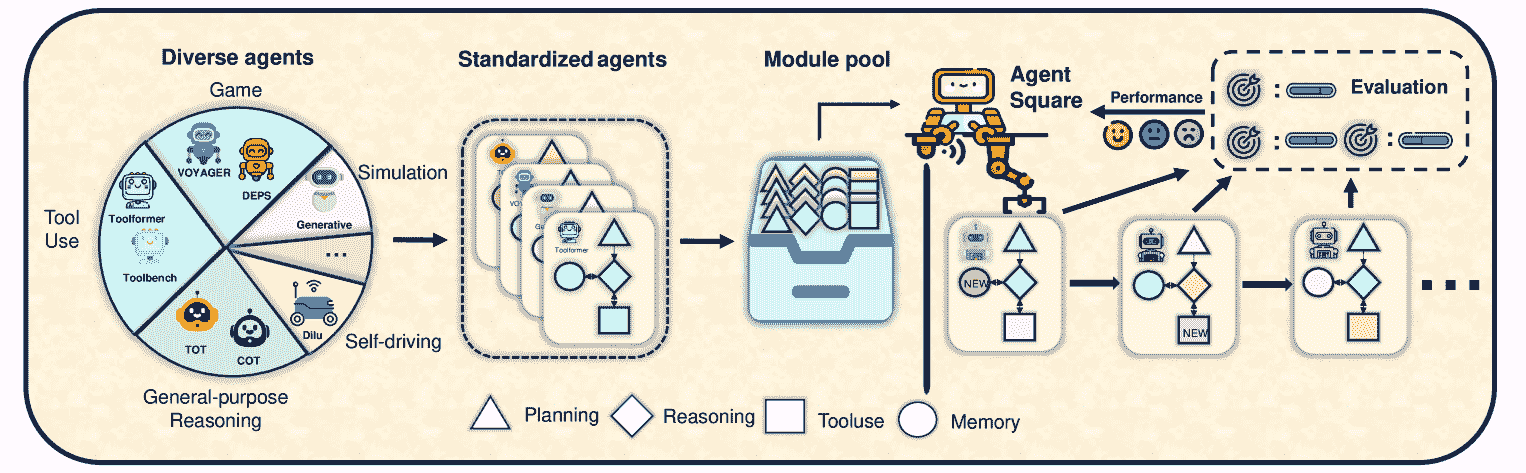 Diverse agents
Game
VOYAGER
DEPS
Simulation
Generative
...
Toolformer
Toolbench
Tool
Use
TOT
COT
Dilu
Self-driving
General-purpose
Reasoning
Standardized agents
Toolformer
Module pool
Agent
Square
Performance
Evaluation
NEW
NEW
Planning
Reasoning
Tooluse
Memory